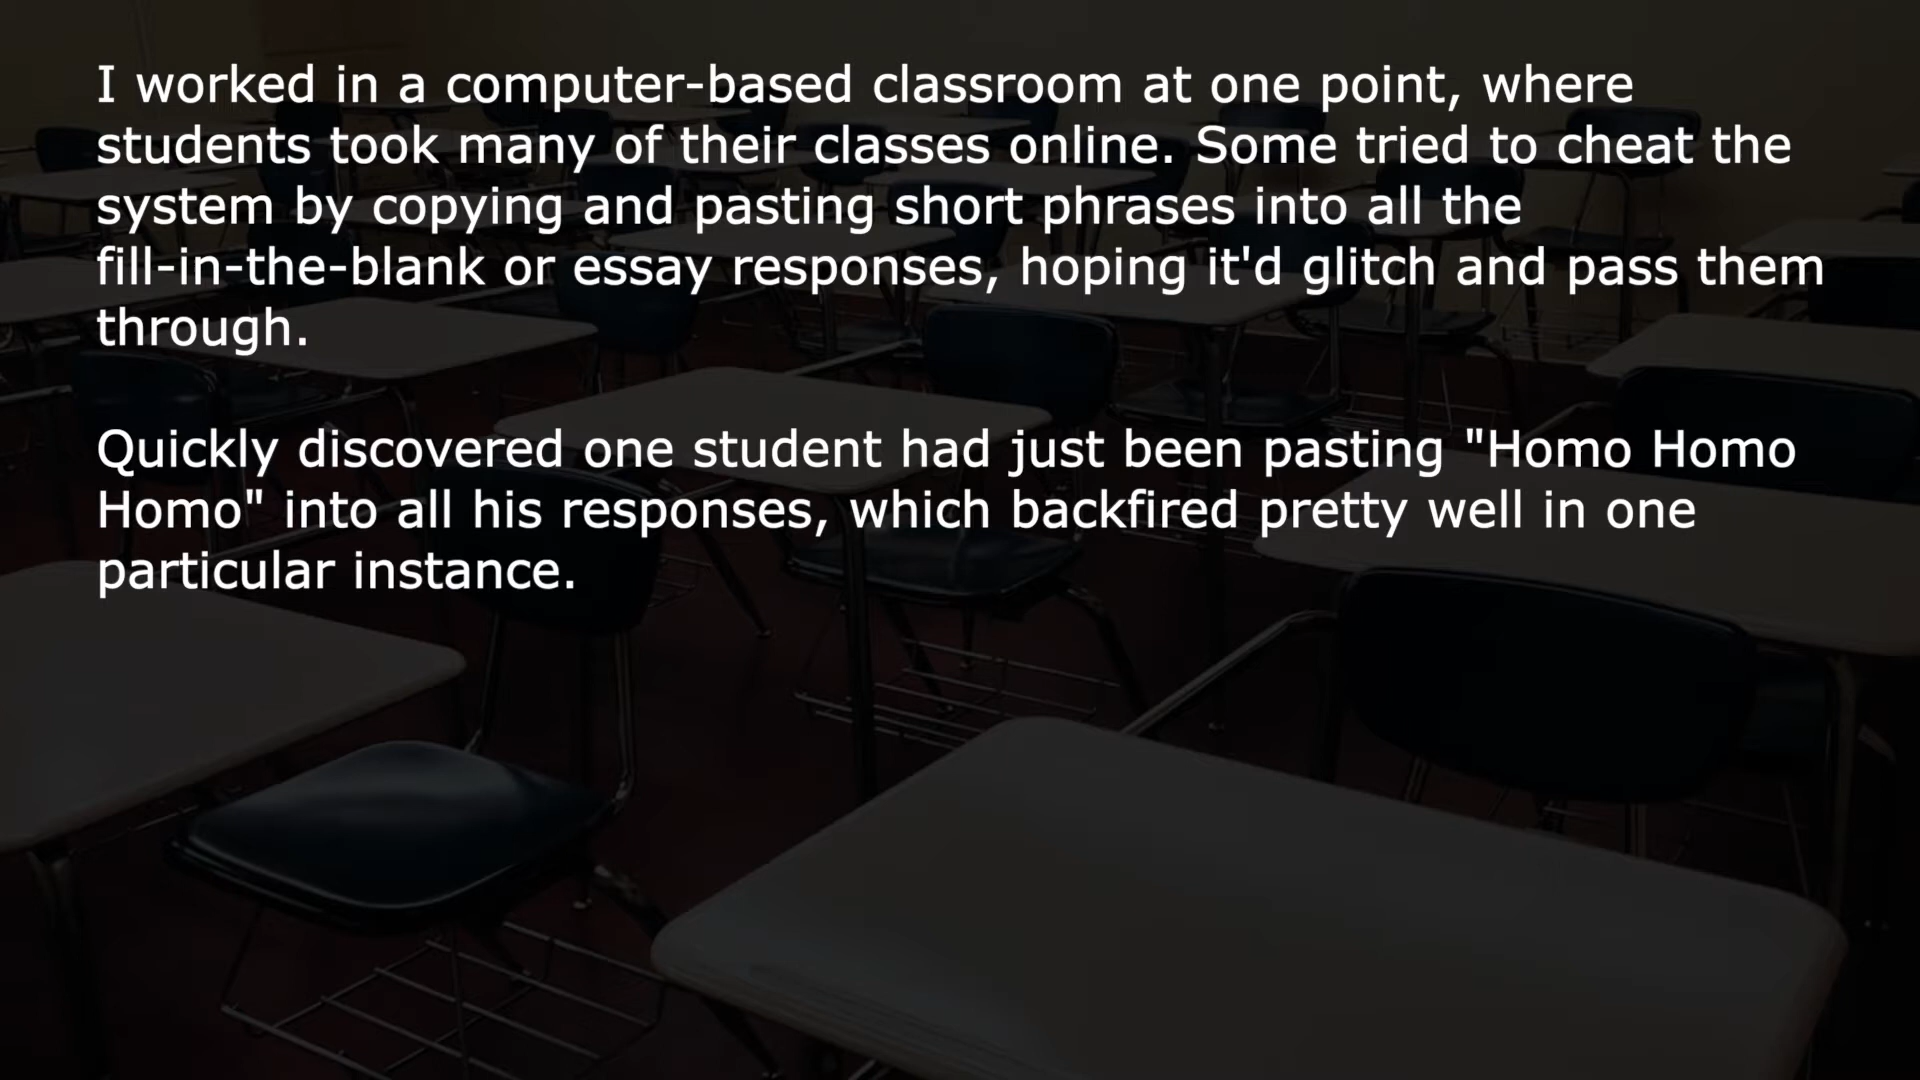 I worked in a computer-based classroom at one point, where
students took many of their classes online. Some tried to cheat the
system by copying and pasting short phrases into all the
fill-in-the-blank or essay responses, hoping it'd glitch and pass them
through.
Quickly discovered one student had just been pasting "Homo Homo
Homo" into all his responses, which backfired pretty well in one
particular instance.